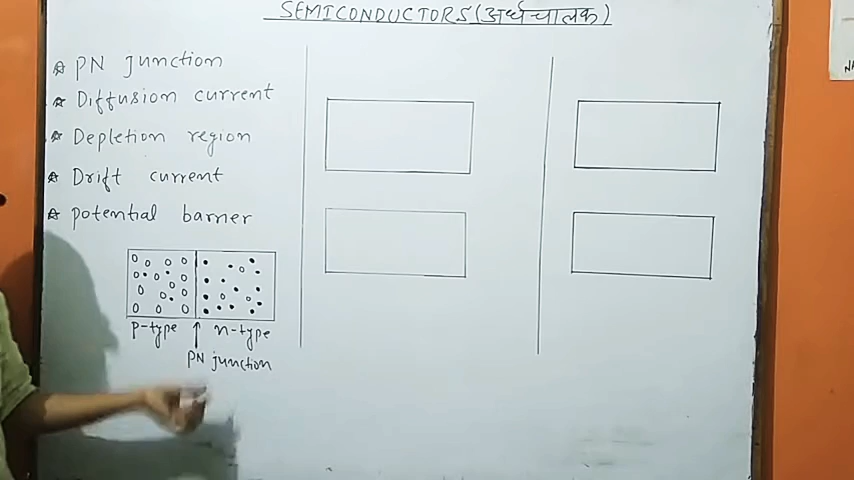 SEMICONDUCTORS (अर्धचालक)
☆ PN junction
☆ Diffusion current
☆ Depletion region
☆ Drift current
☆ potential barrier
P-type n-type
PN junction